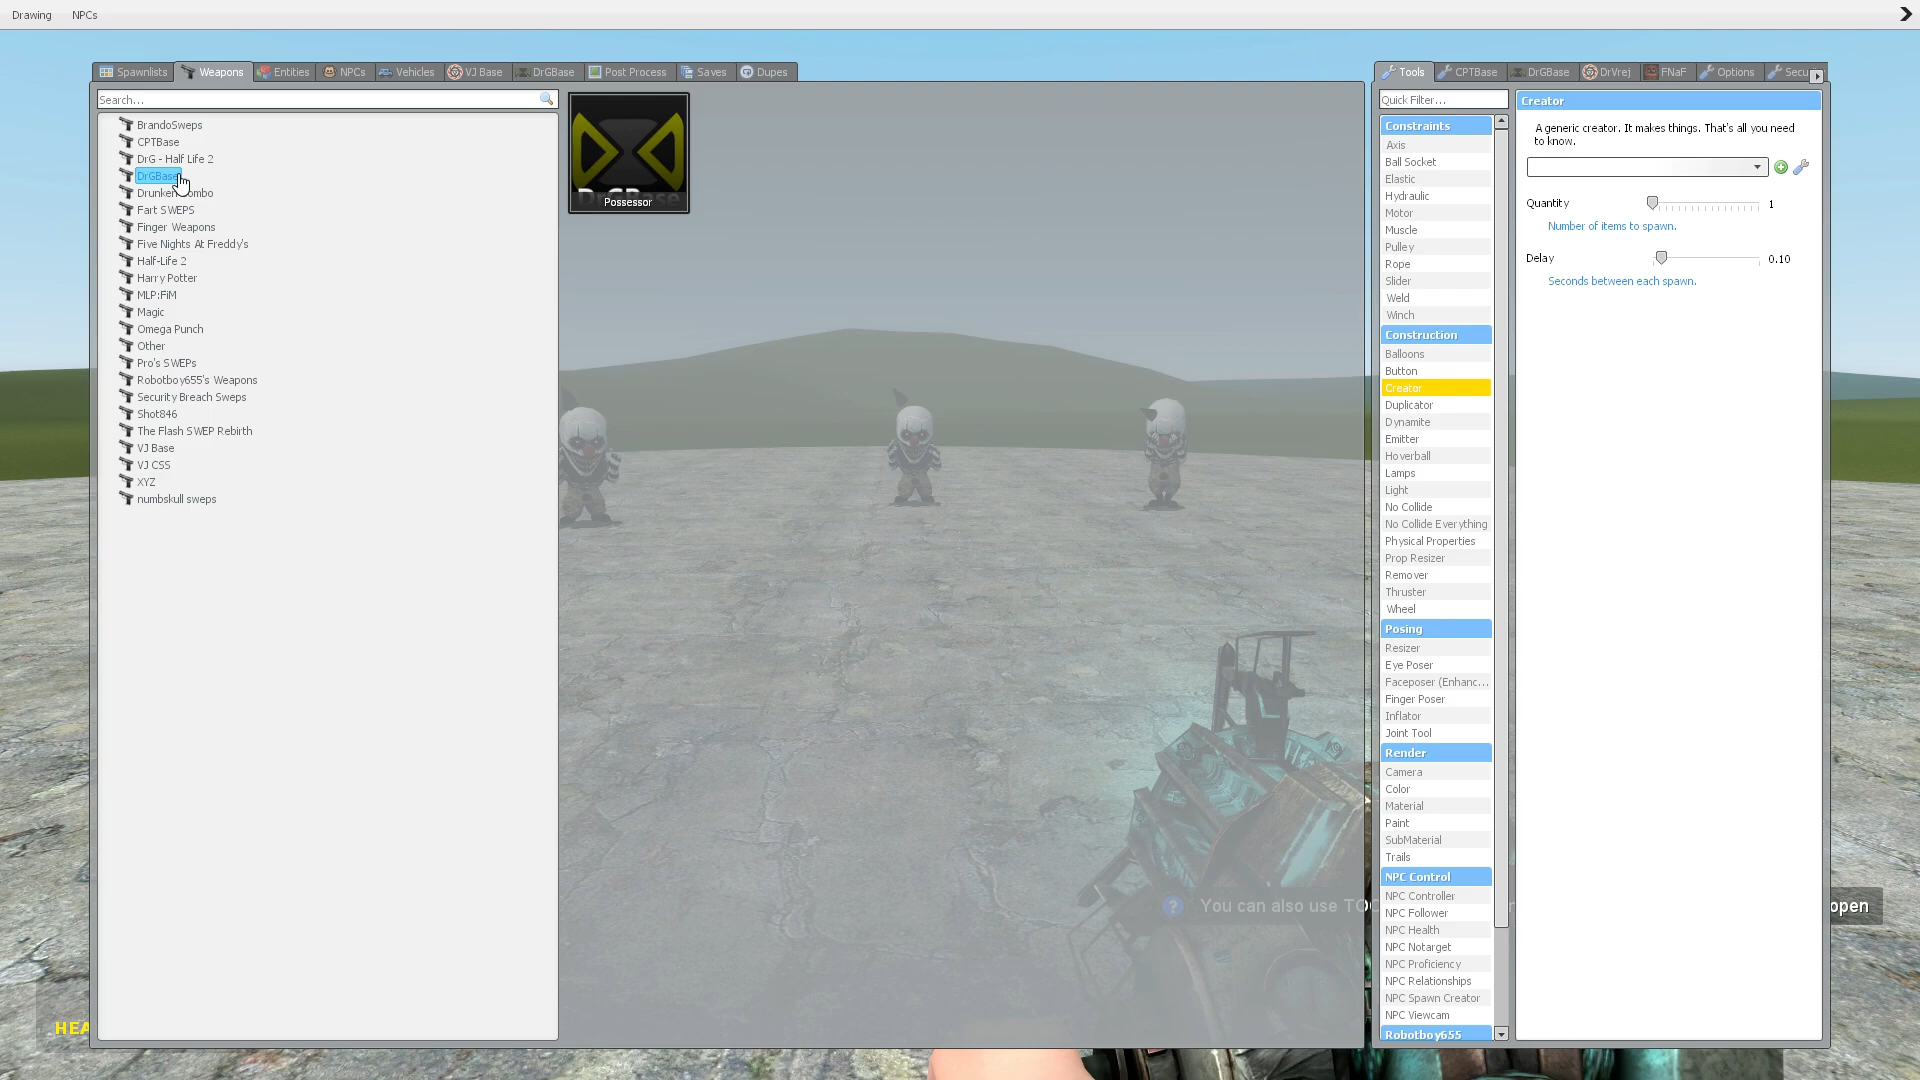 Drawing NPCs
Spawnlists Weapons Entities NPCs Vehicles VJ Base DrGBase Post Process Saves Dupes
Search...
BrandoSweps
CPTBase
DrG - Half Life 2
DrGBase
Drunken Combo
Fart SWEPS
Finger Weapons
Five Nights At Freddy's
Half-Life 2
Harry Potter
MLP:FiM
Magic
Omega Punch
Other
Pro's SWEPs
Robotboy655's Weapons
Security Breach Sweps
Shot846
The Flash SWEP Rebirth
VJ Base
VJ CSS
XYZ
numbskull sweps
DrGBase
Possessor
You can also use TOO
open
HEA
Tools CPTBase DrGBase DrVrej FNaF Options Secu
Quick Filter...
Constraints
Axis
Ball Socket
Elastic
Hydraulic
Motor
Muscle
Pulley
Rope
Slider
Weld
Winch
Construction
Balloons
Button
Creator
Duplicator
Dynamite
Emitter
Hoverball
Lamps
Light
No Collide
No Collide Everything
Physical Properties
Prop Resizer
Remover
Thruster
Wheel
Posing
Resizer
Eye Poser
Faceposer (Enhanc...
Finger Poser
Inflator
Joint Tool
Render
Camera
Color
Material
Paint
SubMaterial
Trails
NPC Control
NPC Controller
NPC Follower
NPC Health
NPC Notarget
NPC Proficiency
NPC Relationships
NPC Spawn Creator
NPC Viewcam
Robotboy655
Creator
A generic creator. It makes things. That's all you need
to know.
Quantity 1
Number of items to spawn.
Delay 0.10
Seconds between each spawn.